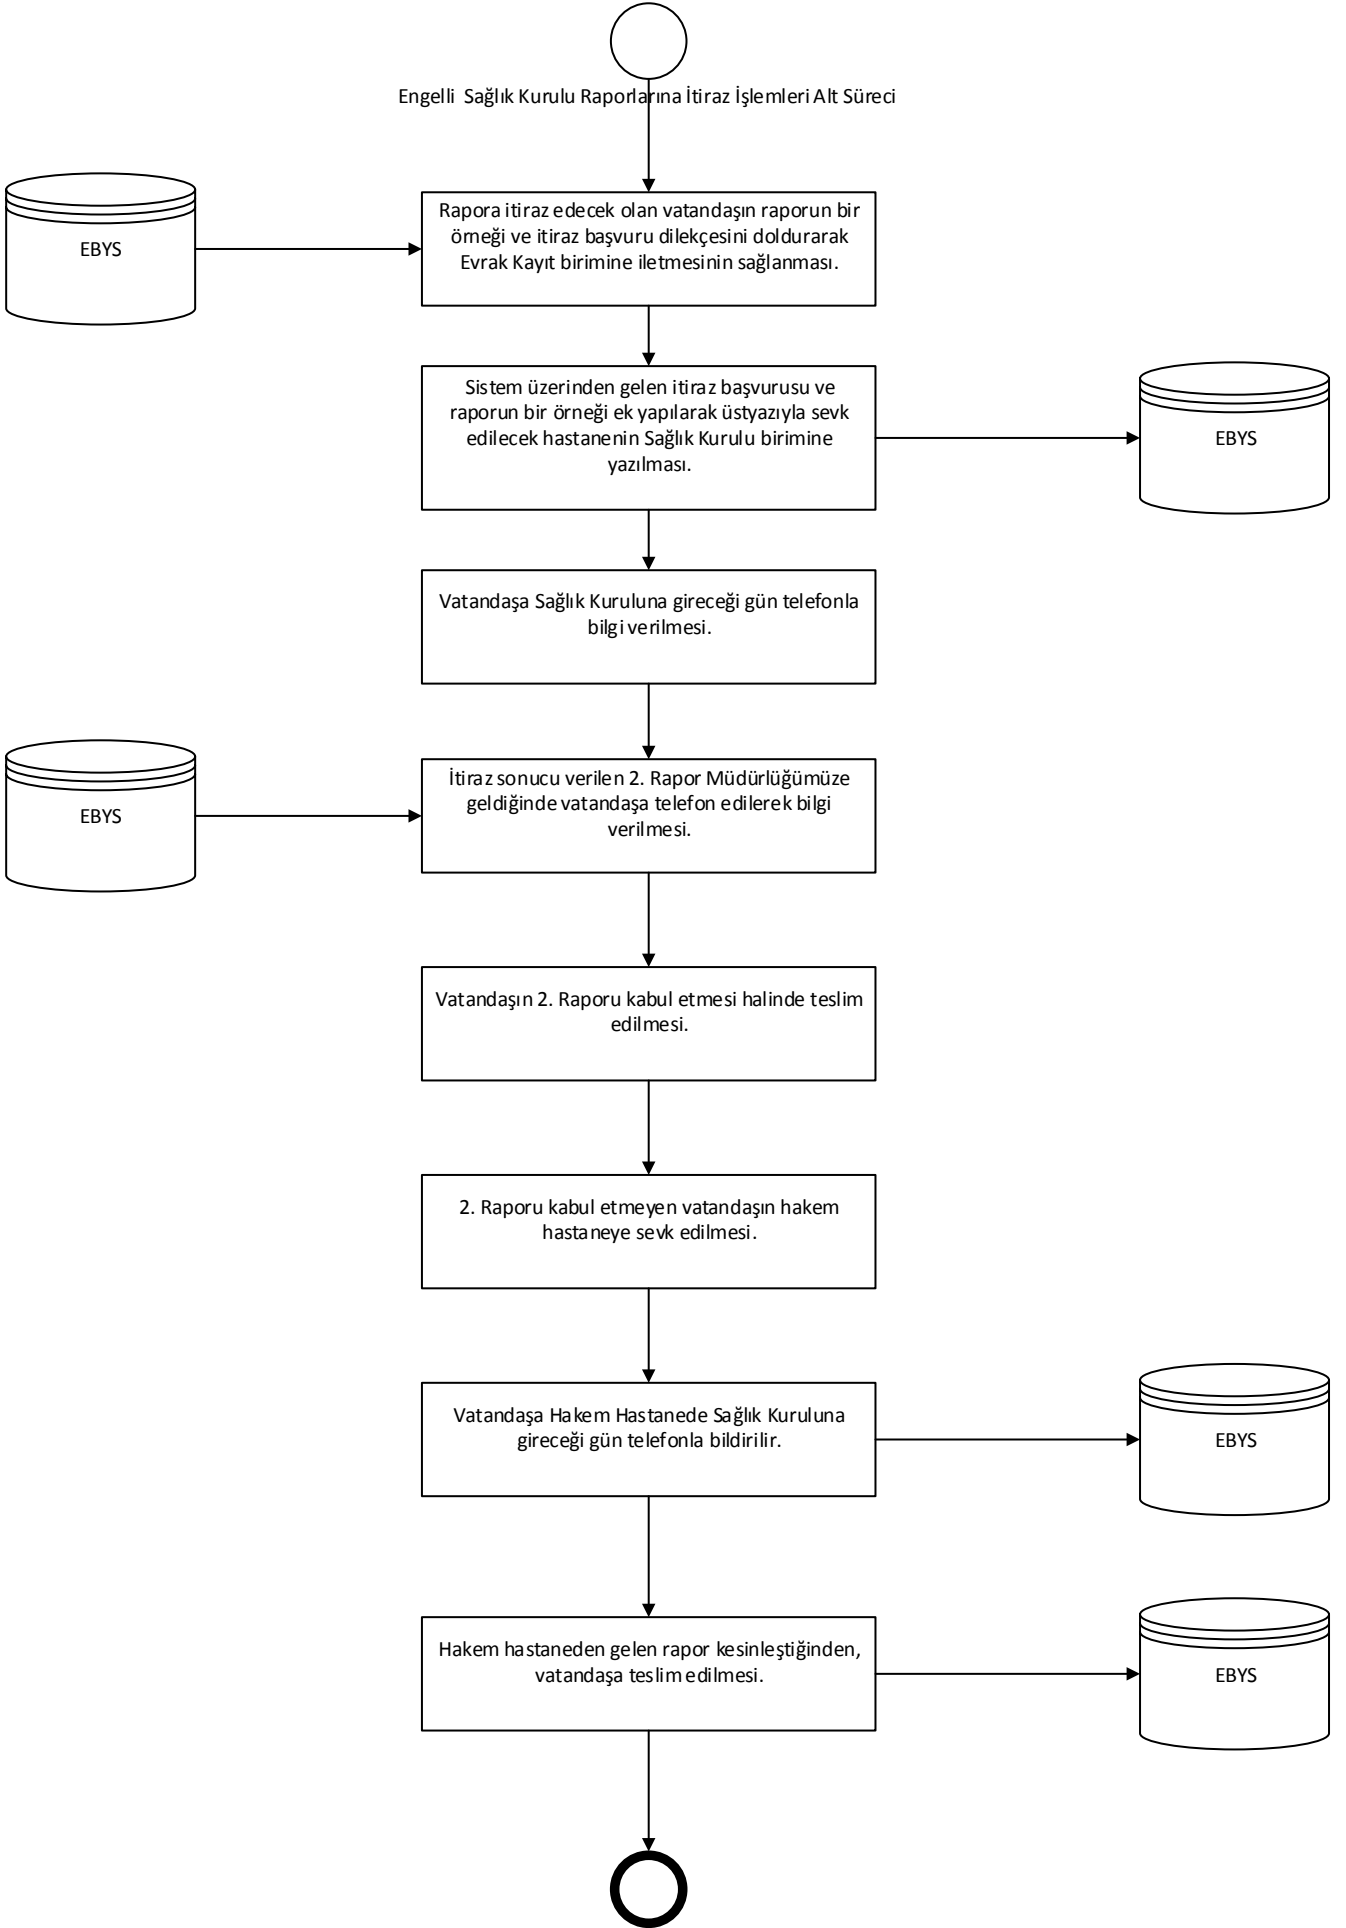 Engelli  Sağlık Kurulu Raporlarına İtiraz İşlemleri Alt Süreci
EBYS
Rapora itiraz edecek olan vatandaşın raporun bir
örneği ve itiraz başvuru dilekçesini doldurarak
Evrak Kayıt birimine iletmesinin sağlanması.
Sistem üzerinden gelen itiraz başvurusu ve
raporun bir örneği ek yapılarak üstyazıyla sevk
edilecek hastanenin Sağlık Kurulu birimine
yazılması.
EBYS
Vatandaşa Sağlık Kuruluna gireceği gün telefonla
bilgi verilmesi.
EBYS
İtiraz sonucu verilen 2. Rapor Müdürlüğümüze
geldiğinde vatandaşa telefon edilerek bilgi
verilmesi.
Vatandaşın 2. Raporu kabul etmesi halinde teslim
edilmesi.
2. Raporu kabul etmeyen vatandaşın hakem
hastaneye sevk edilmesi.
Vatandaşa Hakem Hastanede Sağlık Kuruluna
gireceği gün telefonla bildirilir.
EBYS
Hakem hastaneden gelen rapor kesinleştiğinden,
vatandaşa teslim edilmesi.
EBYS